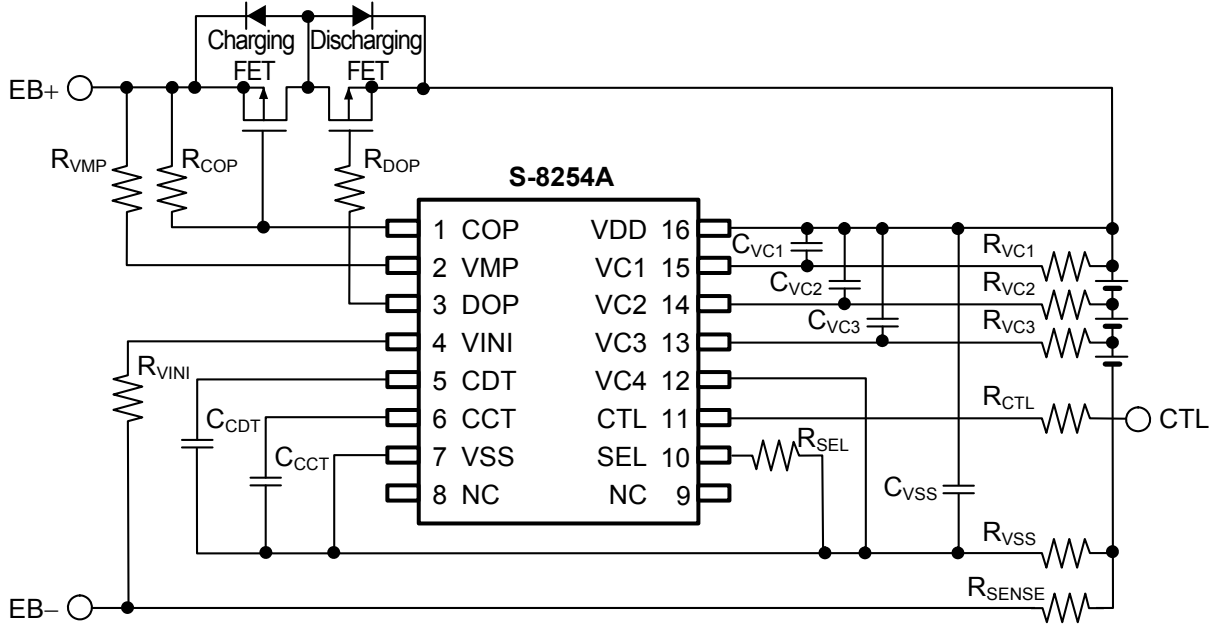 Charging Discharging
FET FET
EB+
RVMP RCOP RDOP
S-8254A
1 COP VDD 16
2 VMP VC1 15
3 DOP VC2 14
4 VINI VC3 13
5 CDT VC4 12
6 CCT CTL 11
7 VSS SEL 10
8 NC NC 9
CVC1 RVC1
CVC2 RVC2
CVC3 RVC3
RVINI
RCTL CTL
CCDT
RSEL
CCCT
CVSS
RVSS
RSENSE
EB−